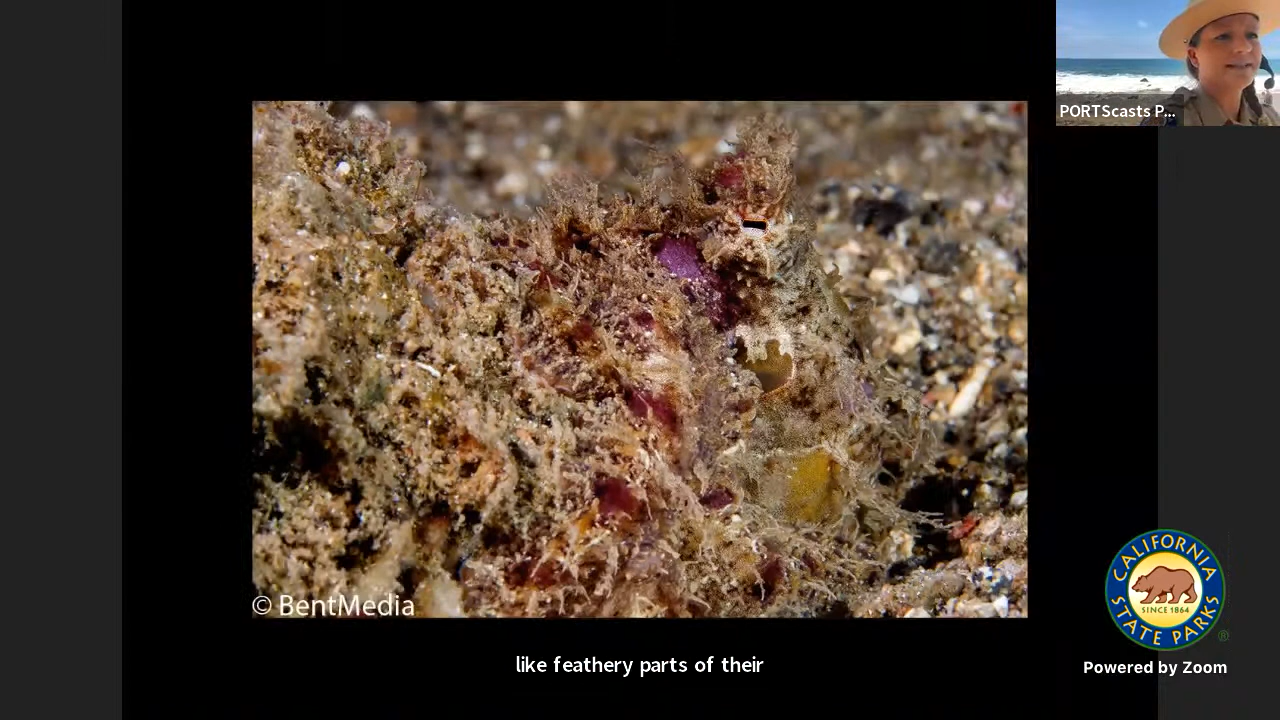 PORTScasts P...
© BentMedia
CALIFORNIA
SINCE 1864
STATE PARKS
®
like feathery parts of their
Powered by Zoom